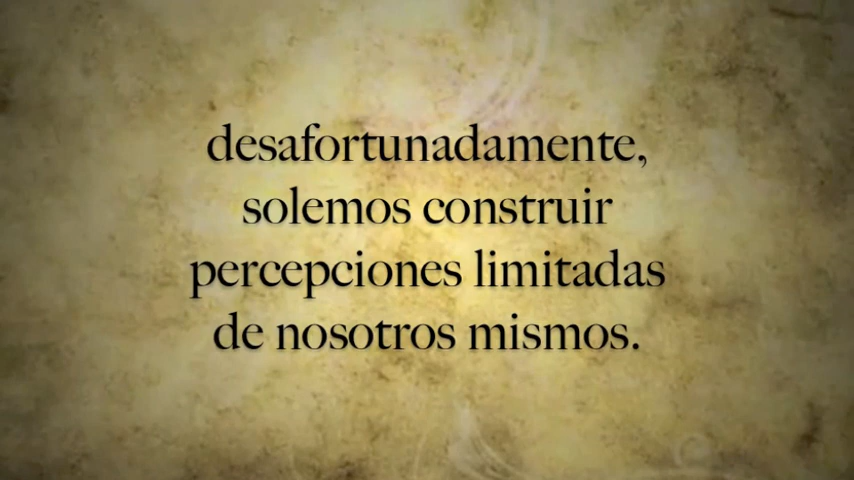 desafortunadamente,
solemos construir
percepciones limitadas
de nosotros mismos.